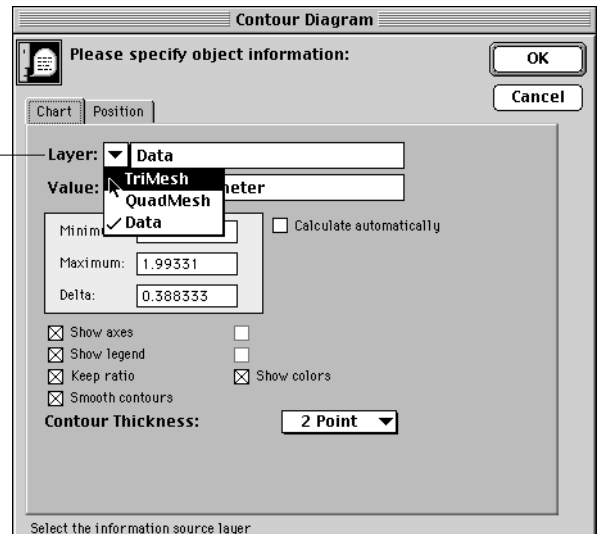 Contour Diagram
Please specify object information:
OK
Cancel
Chart
Position
Layer:
Data
TriMesh
QuadMesh
Data
Value:
Calculate automatically
Maximum:
1.99331
Delta:
0.388333
Show axes
Show legend
Keep ratio
Show colors
Smooth contours
Contour Thickness:
2 Point
Select the information source layer